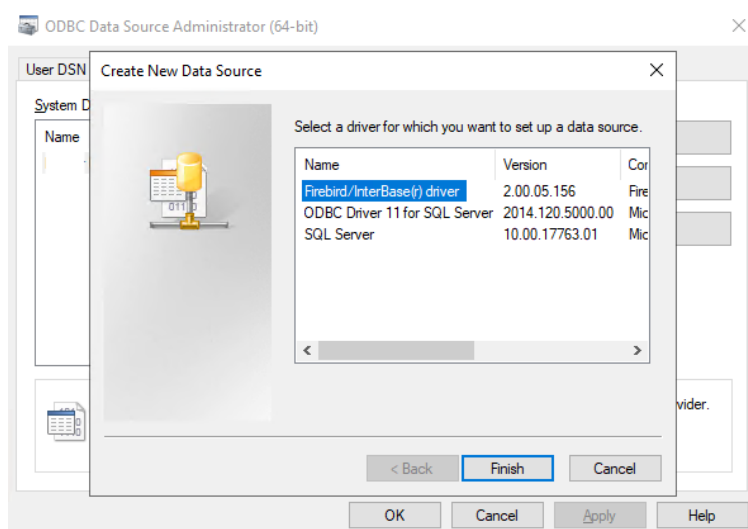 ODBC Data Source Administrator (64-bit)
User DSN
Create New Data Source
System D
Name
Select a driver for which you want to set up a data source.
Name Version Cor
Firebird/InterBase(r) driver 2.00.05.156 Fire
ODBC Driver 11 for SQL Server 2014.120.5000.00 Mic
SQL Server 10.00.17763.01 Mic
vider.
< Back Finish Cancel
OK Cancel Apply Help